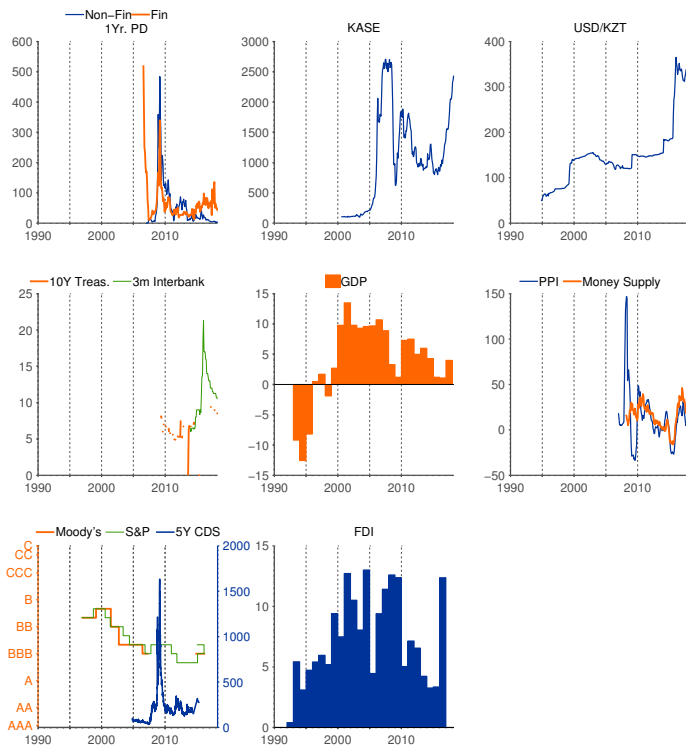 Non−Fin Fin
1Yr. PD
600
500
400
300
200
100
0
1990 2000 2010
KASE
3000
2500
2000
1500
1000
500
0
1990 2000 2010
USD/KZT
400
300
200
100
0
1990 2000 2010
10Y Treas. 3m Interbank
25
20
15
10
5
0
1990 2000 2010
GDP
15
10
5
0
−5
−10
−15
1990 2000 2010
PPI Money Supply
150
100
50
0
−50
1990 2000 2010
Moody's S&P 5Y CDS
C
CC
CCC
B
BB
BBB
A
AA
AAA
2000
1500
1000
500
0
1990 2000 2010
FDI
15
10
5
0
1990 2000 2010